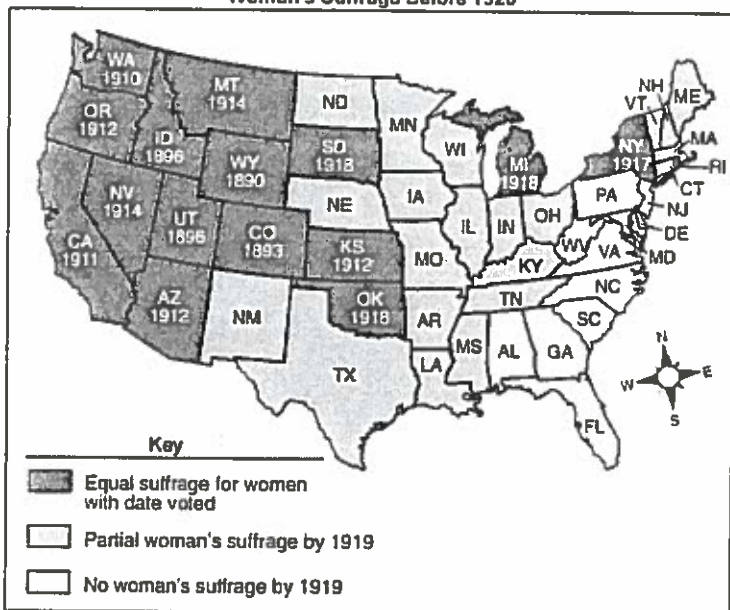 Woman's Suffrage Before 1920
WA
1910
MT
1914
ND
MN
VT
NH
ME
OR
1912
ID
1896
WY
1890
SD
1918
WI
MI
1918
NY
1917
MA
RI
CT
NV
1914
UT
1896
CO
1893
NE
IA
IL
IN
OH
PA
NJ
DE
MD
CA
1911
KS
1912
MO
KY
WV
VA
AZ
1912
NM
OK
1918
AR
TN
NC
SC
TX
LA
MS
AL
GA
FL
N
W
E
S
Key
Equal suffrage for women
with date voted
Partial woman's suffrage by 1919
No woman's suffrage by 1919